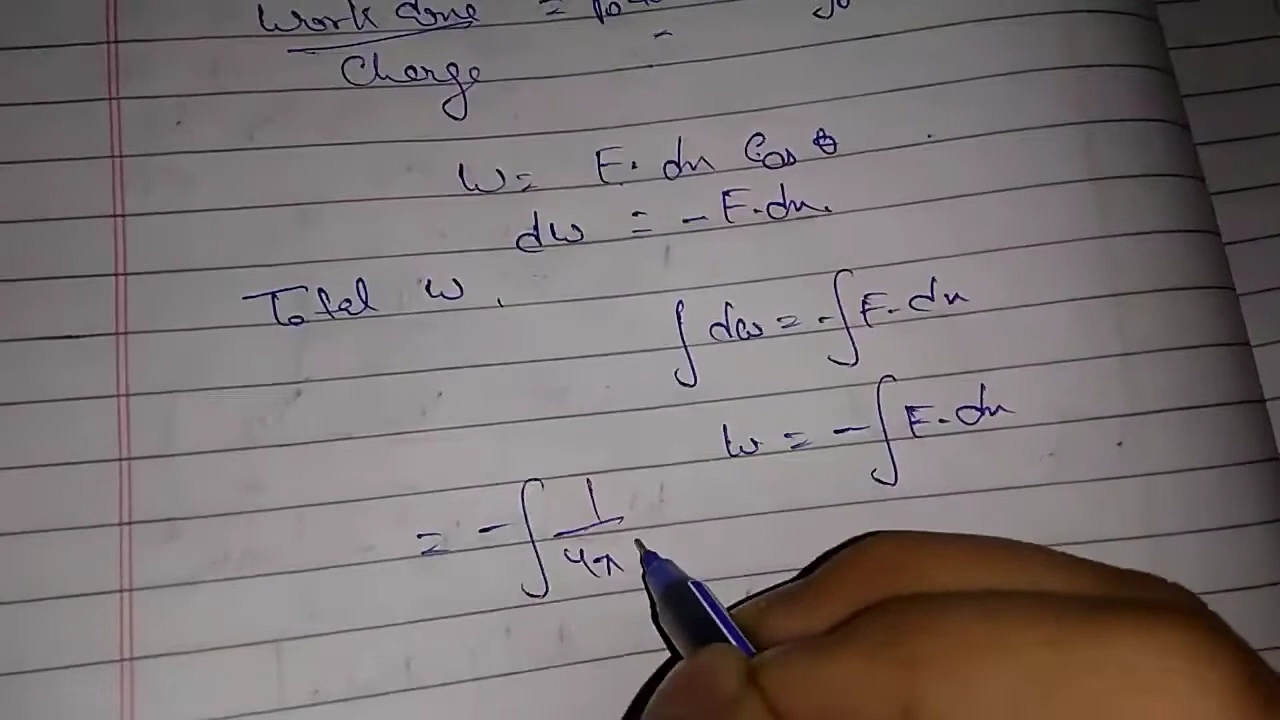 Work done =
Charge
W= E. dx Cos θ
dw = - E.dx.
Total w.
∫ dw = -∫ E. dx
w = -∫ E. dx
= -∫ 1
4π